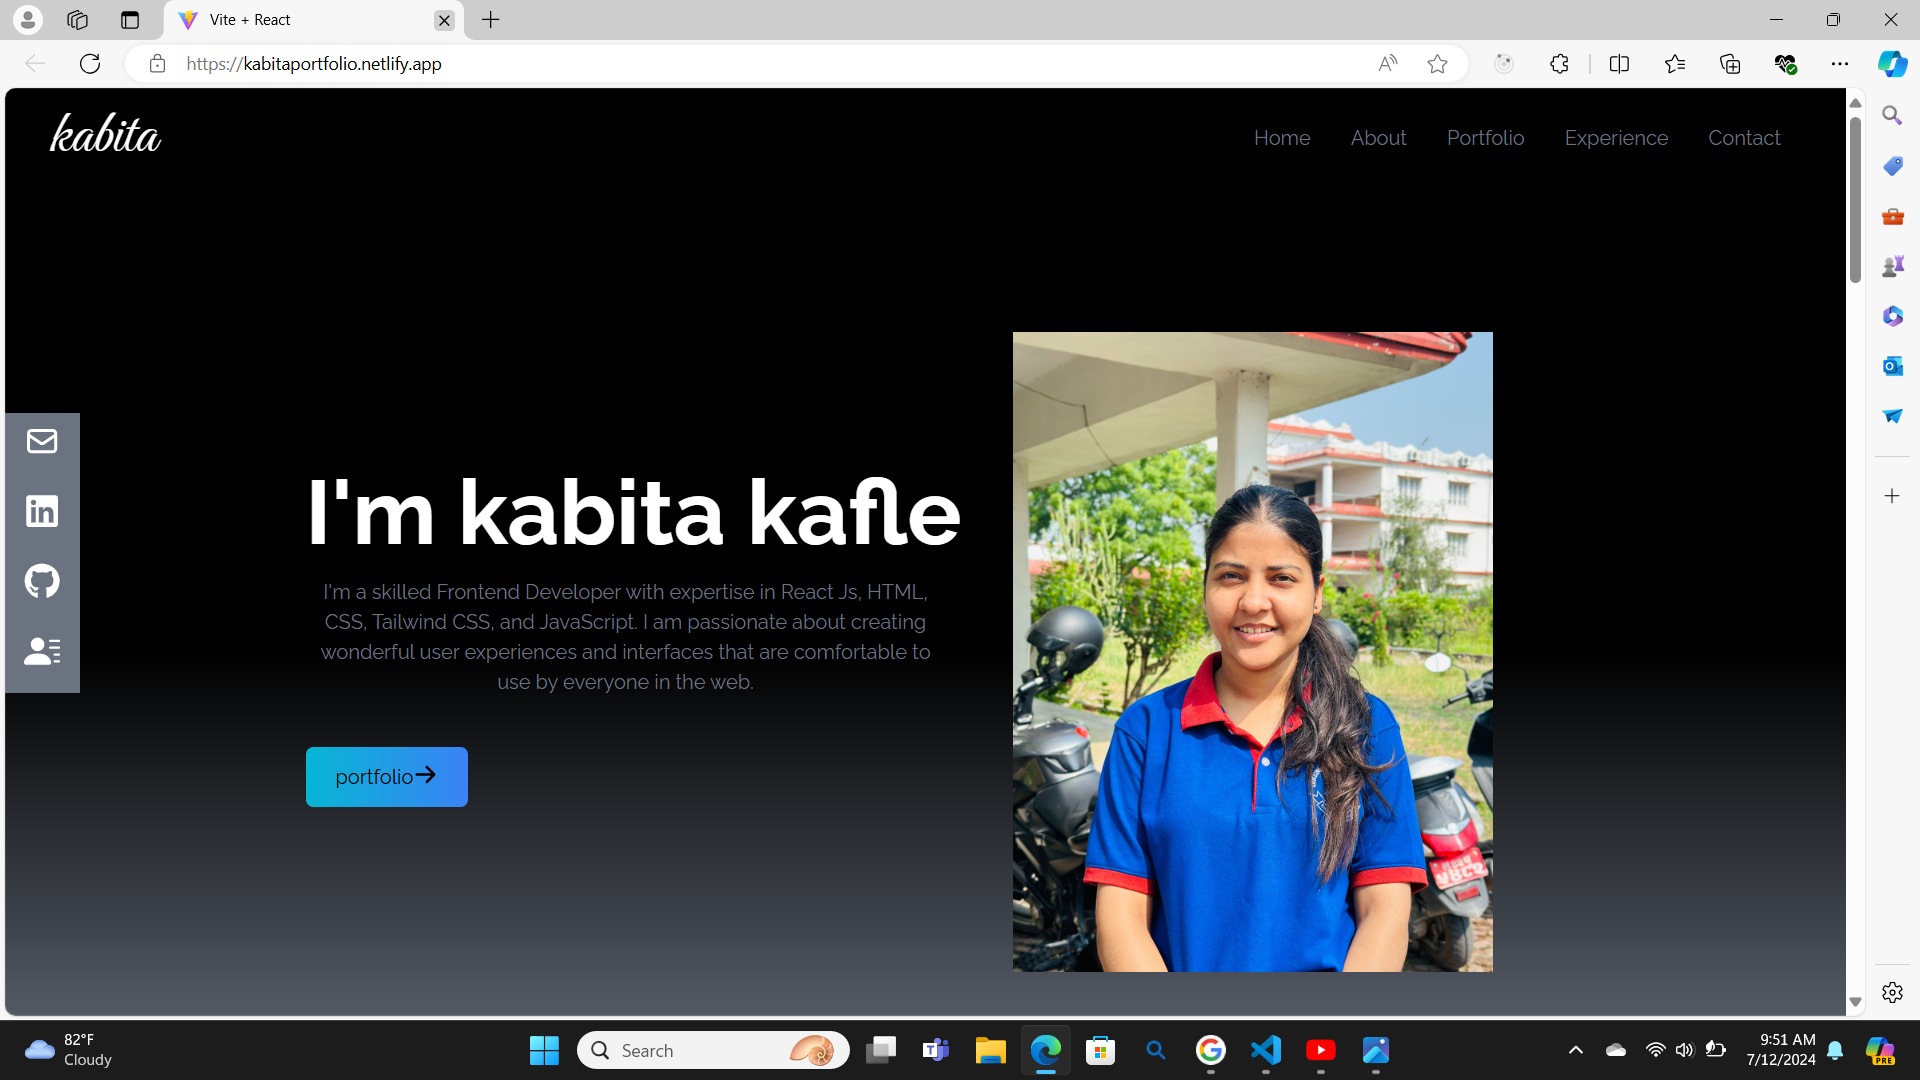 Vite + React
https://kabitaportfolio.netlify.app
kabita
Home
About
Portfolio
Experience
Contact
I'm kabita kafle
I'm a skilled Frontend Developer with expertise in React Js, HTML,
CSS, Tailwind CSS, and JavaScript. I am passionate about creating
wonderful user experiences and interfaces that are comfortable to
use by everyone in the web.
portfolio
82°F
Cloudy
Search
9:51 AM
7/12/2024
PRE